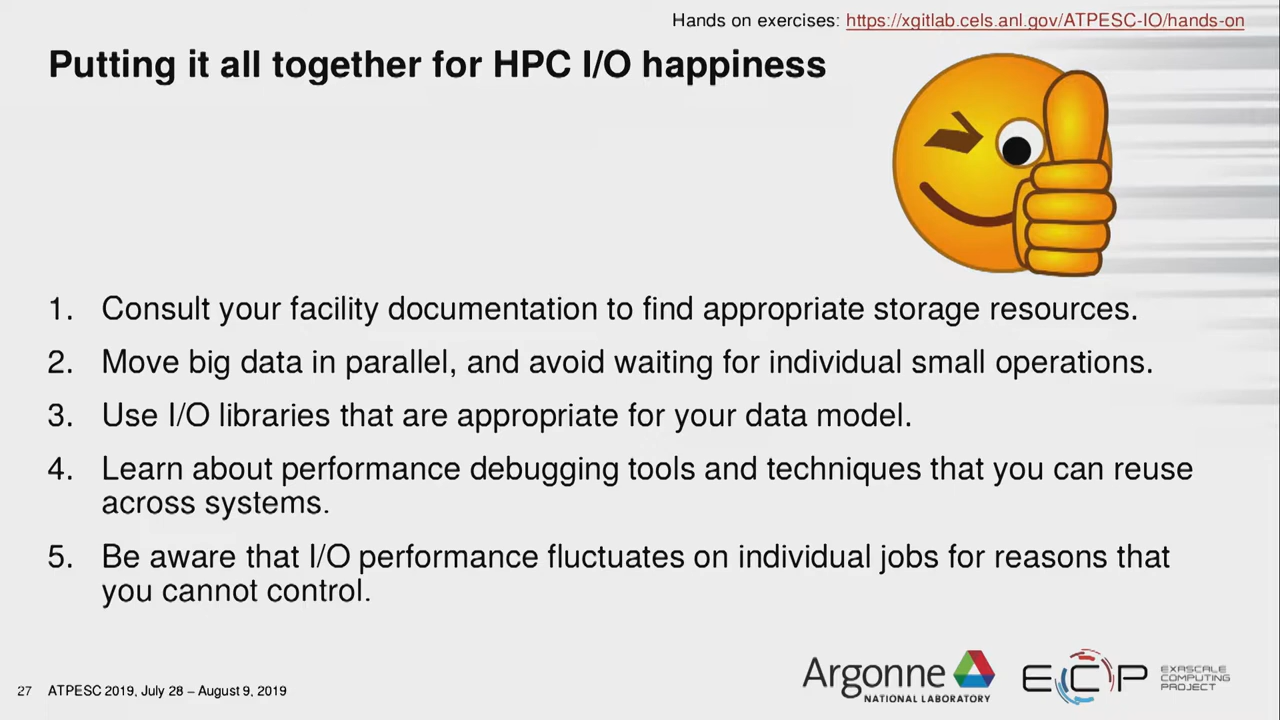 Hands on exercises: https://xgitlab.cels.anl.gov/ATPESC-IO/hands-on
Putting it all together for HPC I/O happiness
1. Consult your facility documentation to find appropriate storage resources.
2. Move big data in parallel, and avoid waiting for individual small operations.
3. Use I/O libraries that are appropriate for your data model.
4. Learn about performance debugging tools and techniques that you can reuse
across systems.
5. Be aware that I/O performance fluctuates on individual jobs for reasons that
you cannot control.
27 ATPESC 2019, July 28 – August 9, 2019
Argonne
NATIONAL LABORATORY
ECP
EXASCALE
COMPUTING
PROJECT